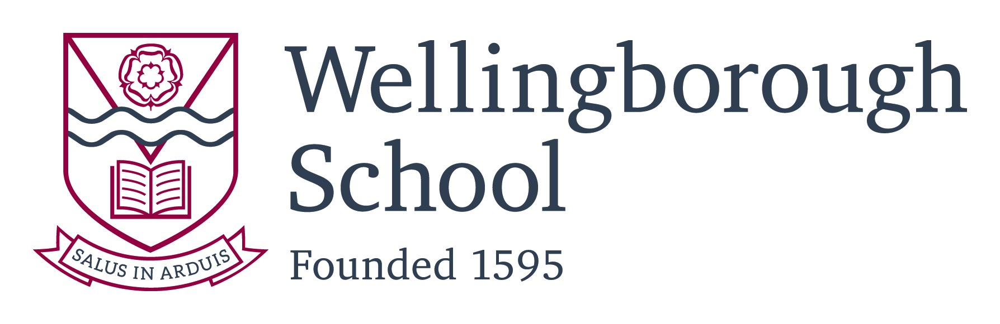 Wellingborough
School
Founded 1595
SALUS IN ARDUIS